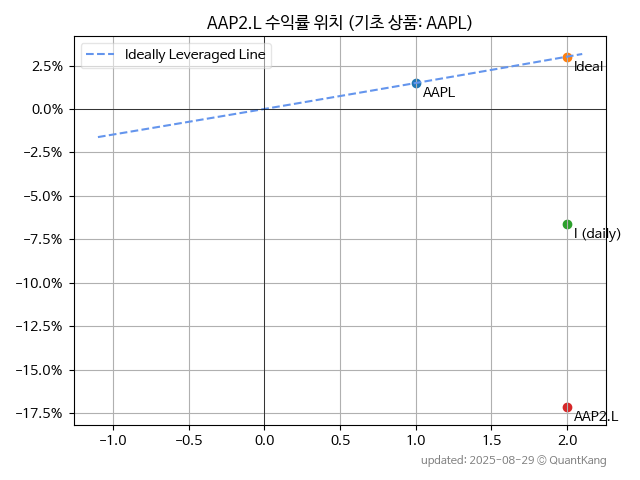 AAP2.L 수익률 위치 (기초 상품: AAPL)
Ideally Leveraged Line
2.5%
0.0%
−2.5%
−5.0%
−7.5%
−10.0%
−12.5%
−15.0%
−17.5%
Ideal
AAPL
I (daily)
AAP2.L
−1.0
−0.5
0.0
0.5
1.0
1.5
2.0
updated: 2025-08-29 © QuantKang